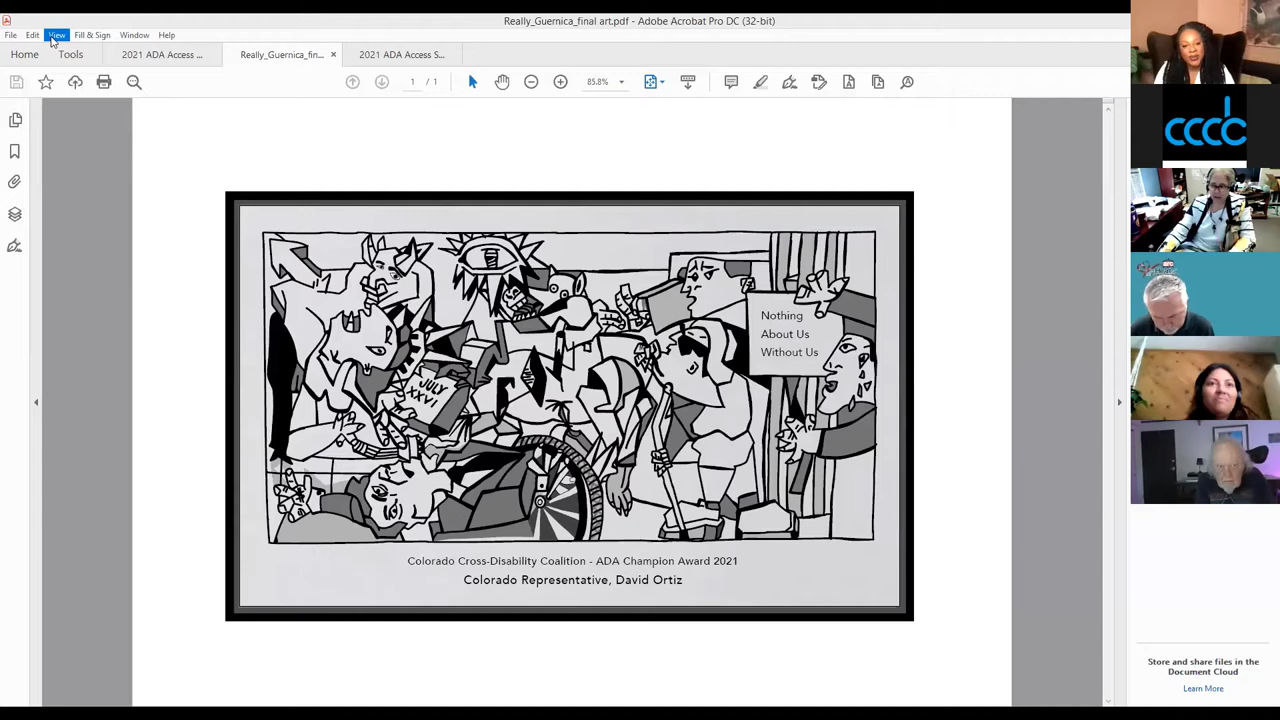 Really_Guernica_final art.pdf - Adobe Acrobat Pro DC (32-bit)
File Edit View Fill & Sign Window Help
Home Tools 2021 ADA Access ... Really_Guernica_fin... × 2021 ADA Access S...
1 / 1 85.8%
cccd
Nothing
About Us
Without Us
JULY
XXVI
Colorado Cross-Disability Coalition - ADA Champion Award 2021
Colorado Representative, David Ortiz
Store and share files in the
Document Cloud
Learn More